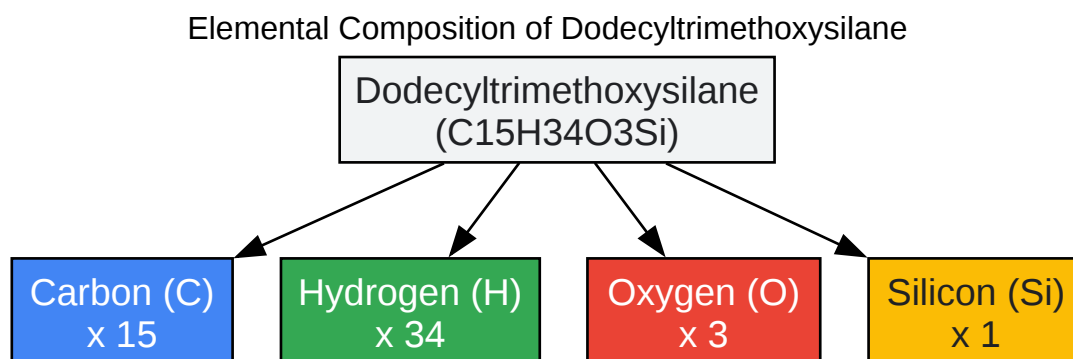 Elemental Composition of Dodecyltrimethoxysilane
Dodecyltrimethoxysilane
(C15H34O3Si)
Carbon (C)
x 15
Hydrogen (H)
x 34
Oxygen (O)
x 3
Silicon (Si)
x 1